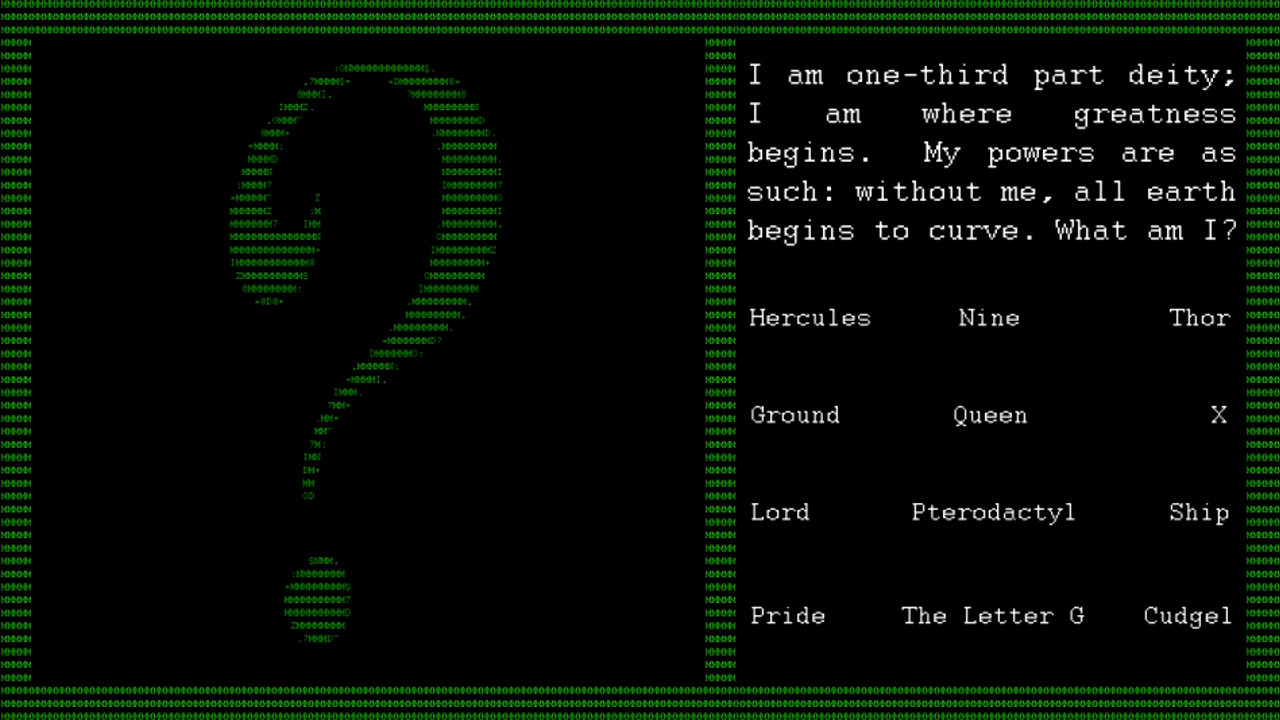 I am one-third part deity;
I am where greatness
begins. My powers are as
such: without me, all earth
begins to curve. What am I?
Hercules Nine Thor
Ground Queen X
Lord Pterodactyl Ship
Pride The Letter G Cudgel